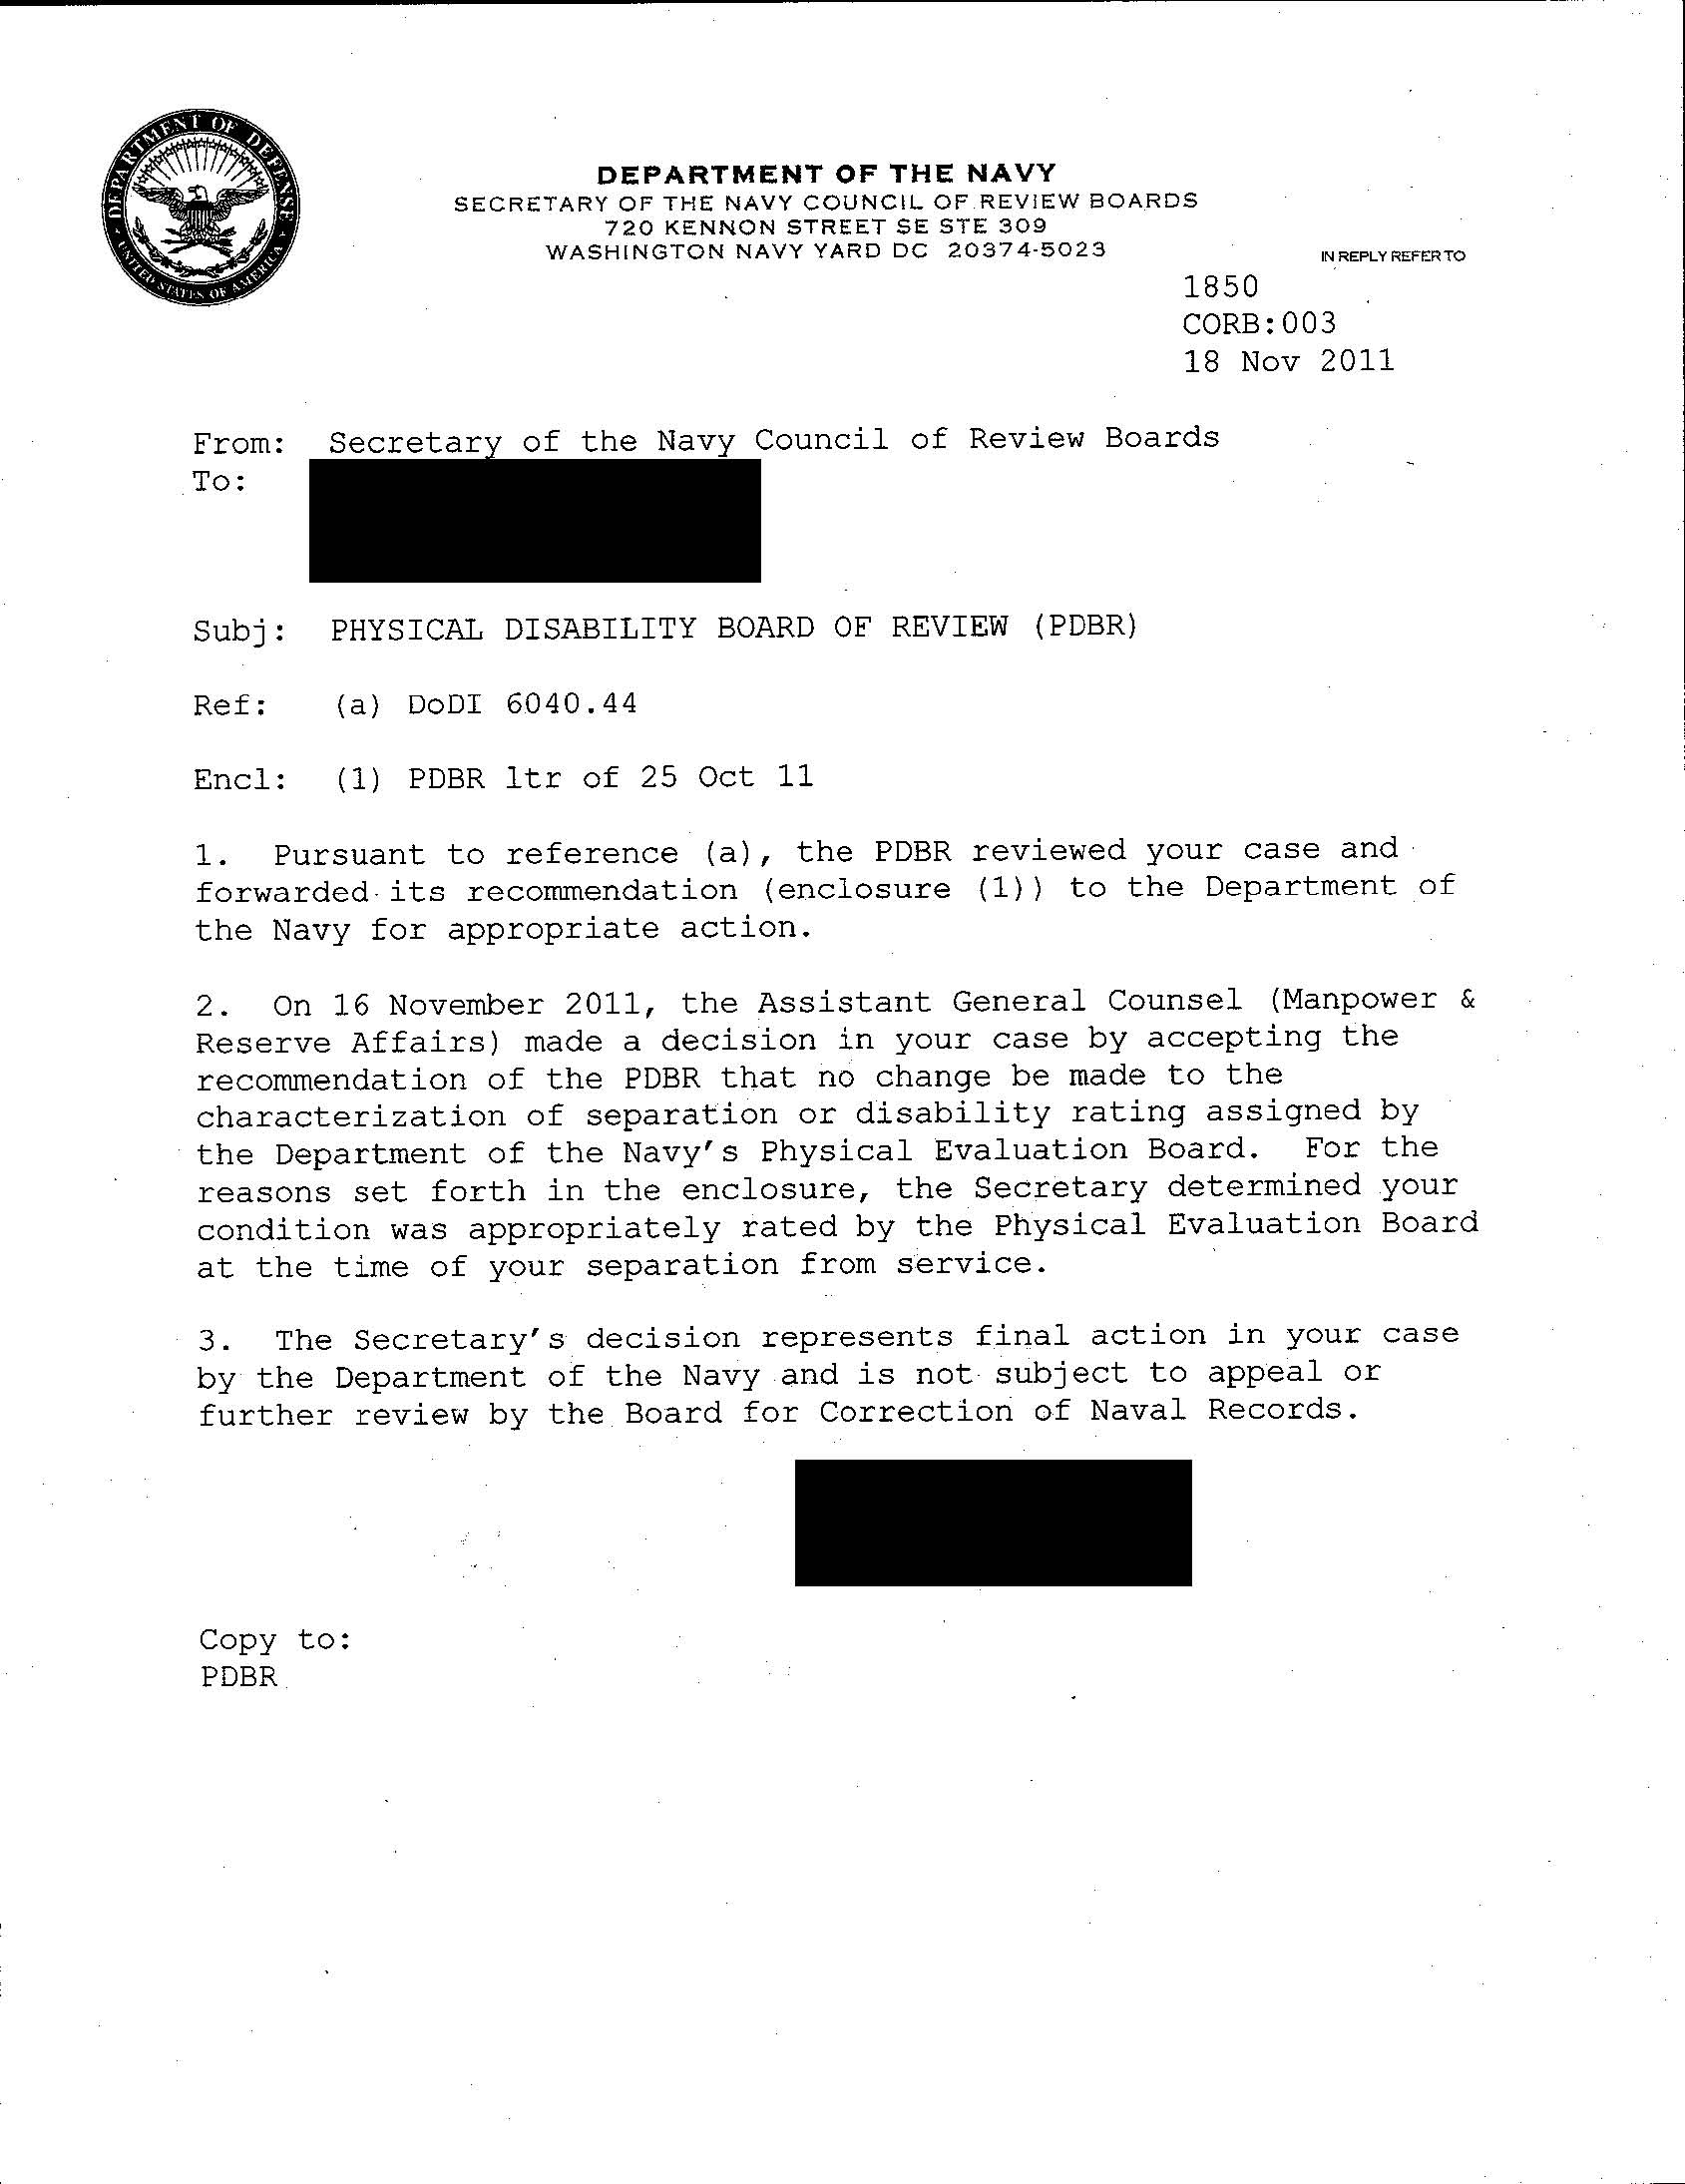 DEPARTMENT OF DEFENSE
UNITED STATES OF AMERICA
DEPARTMENT OF THE NAVY
SECRETARY OF THE NAVY COUNCIL OF REVIEW BOARDS
720 KENNON STREET SE STE 309
WASHINGTON NAVY YARD DC 20374-5023
IN REPLY REFER TO
1850
CORB:003
18 Nov 2011
From: Secretary of the Navy Council of Review Boards
To:
Subj: PHYSICAL DISABILITY BOARD OF REVIEW (PDBR)
Ref: (a) DoDI 6040.44
Encl: (1) PDBR ltr of 25 Oct 11
1. Pursuant to reference (a), the PDBR reviewed your case and
forwarded its recommendation (enclosure (1)) to the Department of
the Navy for appropriate action.
2. On 16 November 2011, the Assistant General Counsel (Manpower &
Reserve Affairs) made a decision in your case by accepting the
recommendation of the PDBR that no change be made to the
characterization of separation or disability rating assigned by
the Department of the Navy's Physical Evaluation Board. For the
reasons set forth in the enclosure, the Secretary determined your
condition was appropriately rated by the Physical Evaluation Board
at the time of your separation from service.
3. The Secretary's decision represents final action in your case
by the Department of the Navy and is not subject to appeal or
further review by the Board for Correction of Naval Records.
Copy to:
PDBR